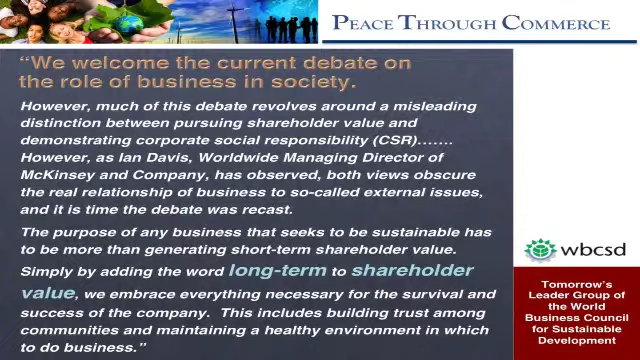 PEACE THROUGH COMMERCE
“We welcome the current debate on
the role of business in society.
However, much of this debate revolves around a misleading
distinction between pursuing shareholder value and
demonstrating corporate social responsibility (CSR)…….
However, as Ian Davis, Worldwide Managing Director of
McKinsey and Company, has observed, both views obscure
the real relationship of business to so-called external issues,
and it is time the debate was recast.
The purpose of any business that seeks to be sustainable has
to be more than generating short-term shareholder value.
Simply by adding the word long-term to shareholder
value, we embrace everything necessary for the survival and
success of the company.  This includes building trust among
communities and maintaining a healthy environment in which
to do business.”
wbcsd
Tomorrow’s
Leader Group of
the World
Business Council
for Sustainable
Development